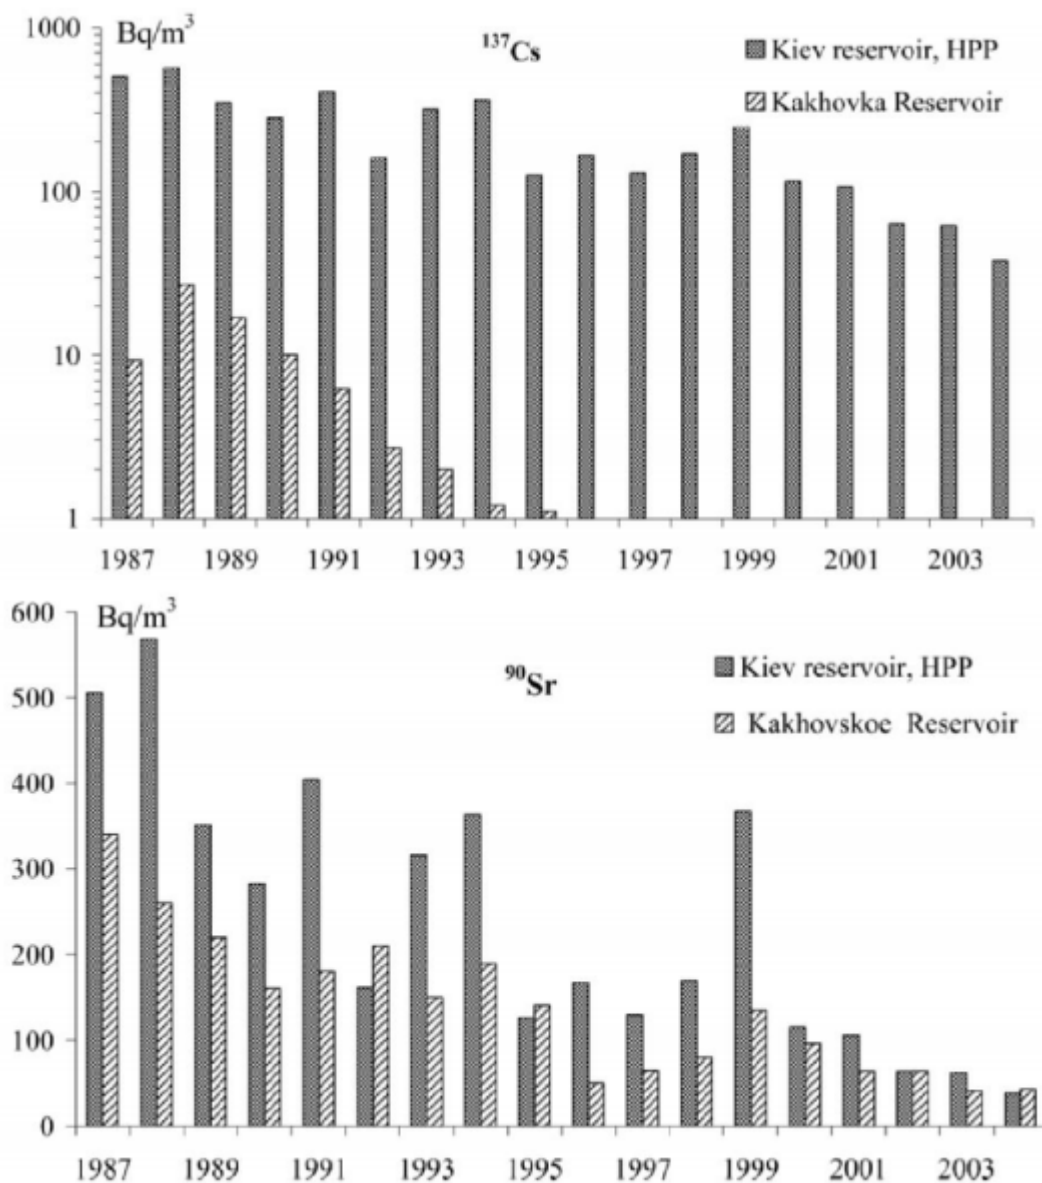 1000
Bq/m³
¹³⁷Cs
Kiev reservoir, HPP
Kakhovka Reservoir
100
10
1
1987 1989 1991 1993 1995 1997 1999 2001 2003
600
Bq/m³
Kiev reservoir, HPP
⁹⁰Sr
Kakhovskoe Reservoir
500
400
300
200
100
0
1987 1989 1991 1993 1995 1997 1999 2001 2003